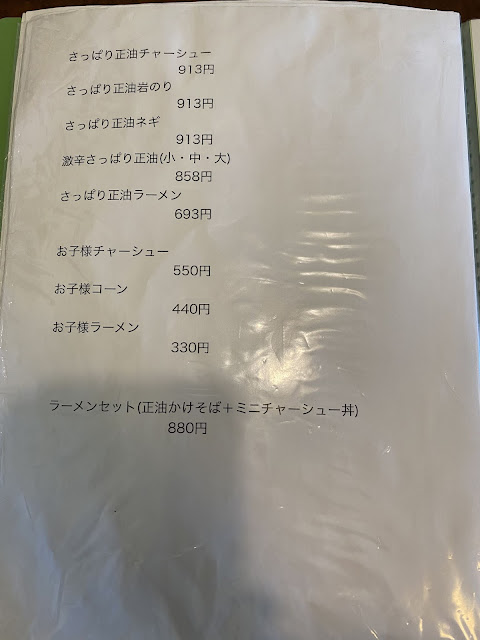 さっぱり正油チャーシュー
913円
さっぱり正油岩のり
913円
さっぱり正油ネギ
913円
激辛さっぱり正油(小・中・大)
858円
さっぱり正油ラーメン
693円
お子様チャーシュー
550円
お子様コーン
440円
お子様ラーメン
330円
ラーメンセット(正油かけそば+ミニチャーシュー丼)
880円